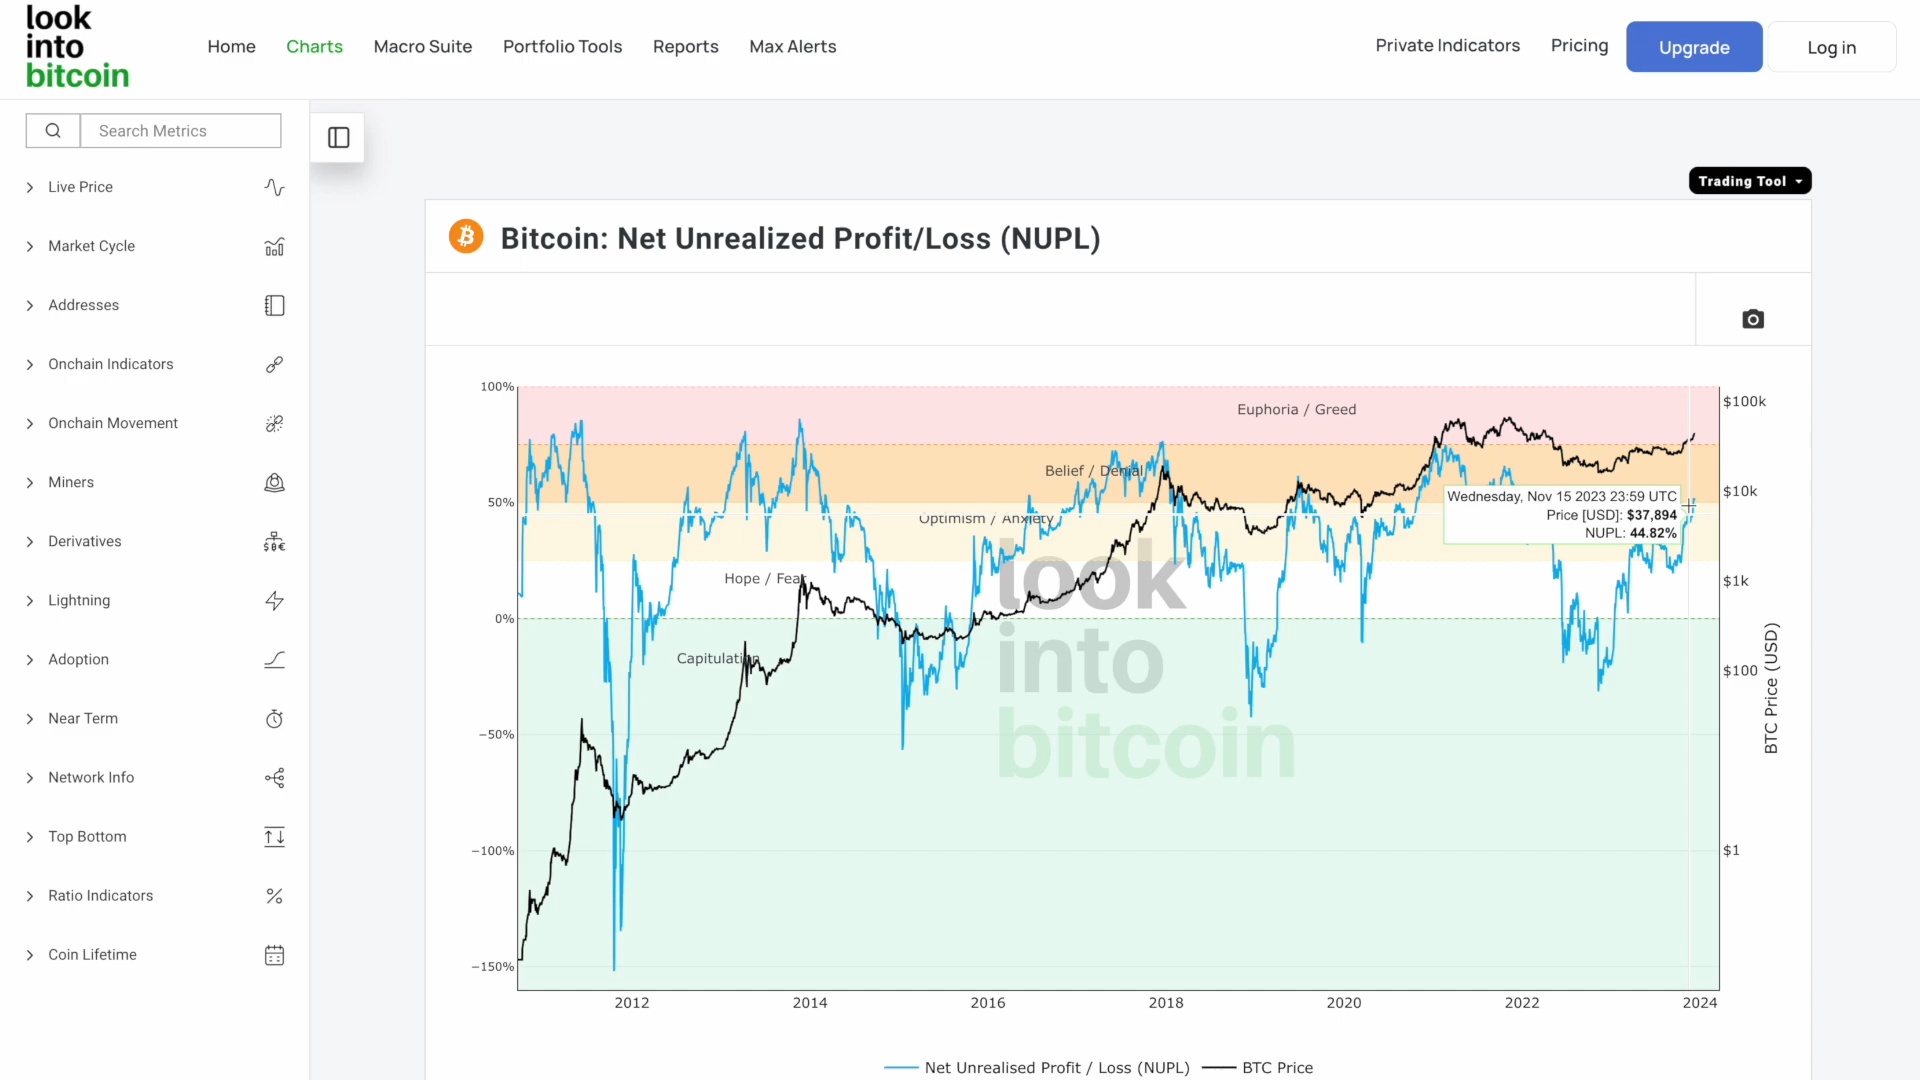 look
into
bitcoin
Home
Charts
Macro Suite
Portfolio Tools
Reports
Max Alerts
Private Indicators
Pricing
Upgrade
Log in
Search Metrics
Live Price
Market Cycle
Addresses
Onchain Indicators
Onchain Movement
Miners
Derivatives
Lightning
Adoption
Near Term
Network Info
Top Bottom
Ratio Indicators
Coin Lifetime
Trading Tool
Bitcoin: Net Unrealized Profit/Loss (NUPL)
100%
50%
0%
−50%
−100%
−150%
Euphoria / Greed
Belief / Denial
Optimism / Anxiety
Hope / Fear
Capitulation
look
into
bitcoin
Wednesday, Nov 15 2023 23:59 UTC
Price [USD]: $37,894
NUPL: 44.82%
$100k
$10k
$1k
$100
$1
BTC Price (USD)
2012
2014
2016
2018
2020
2022
2024
Net Unrealised Profit / Loss (NUPL)
BTC Price